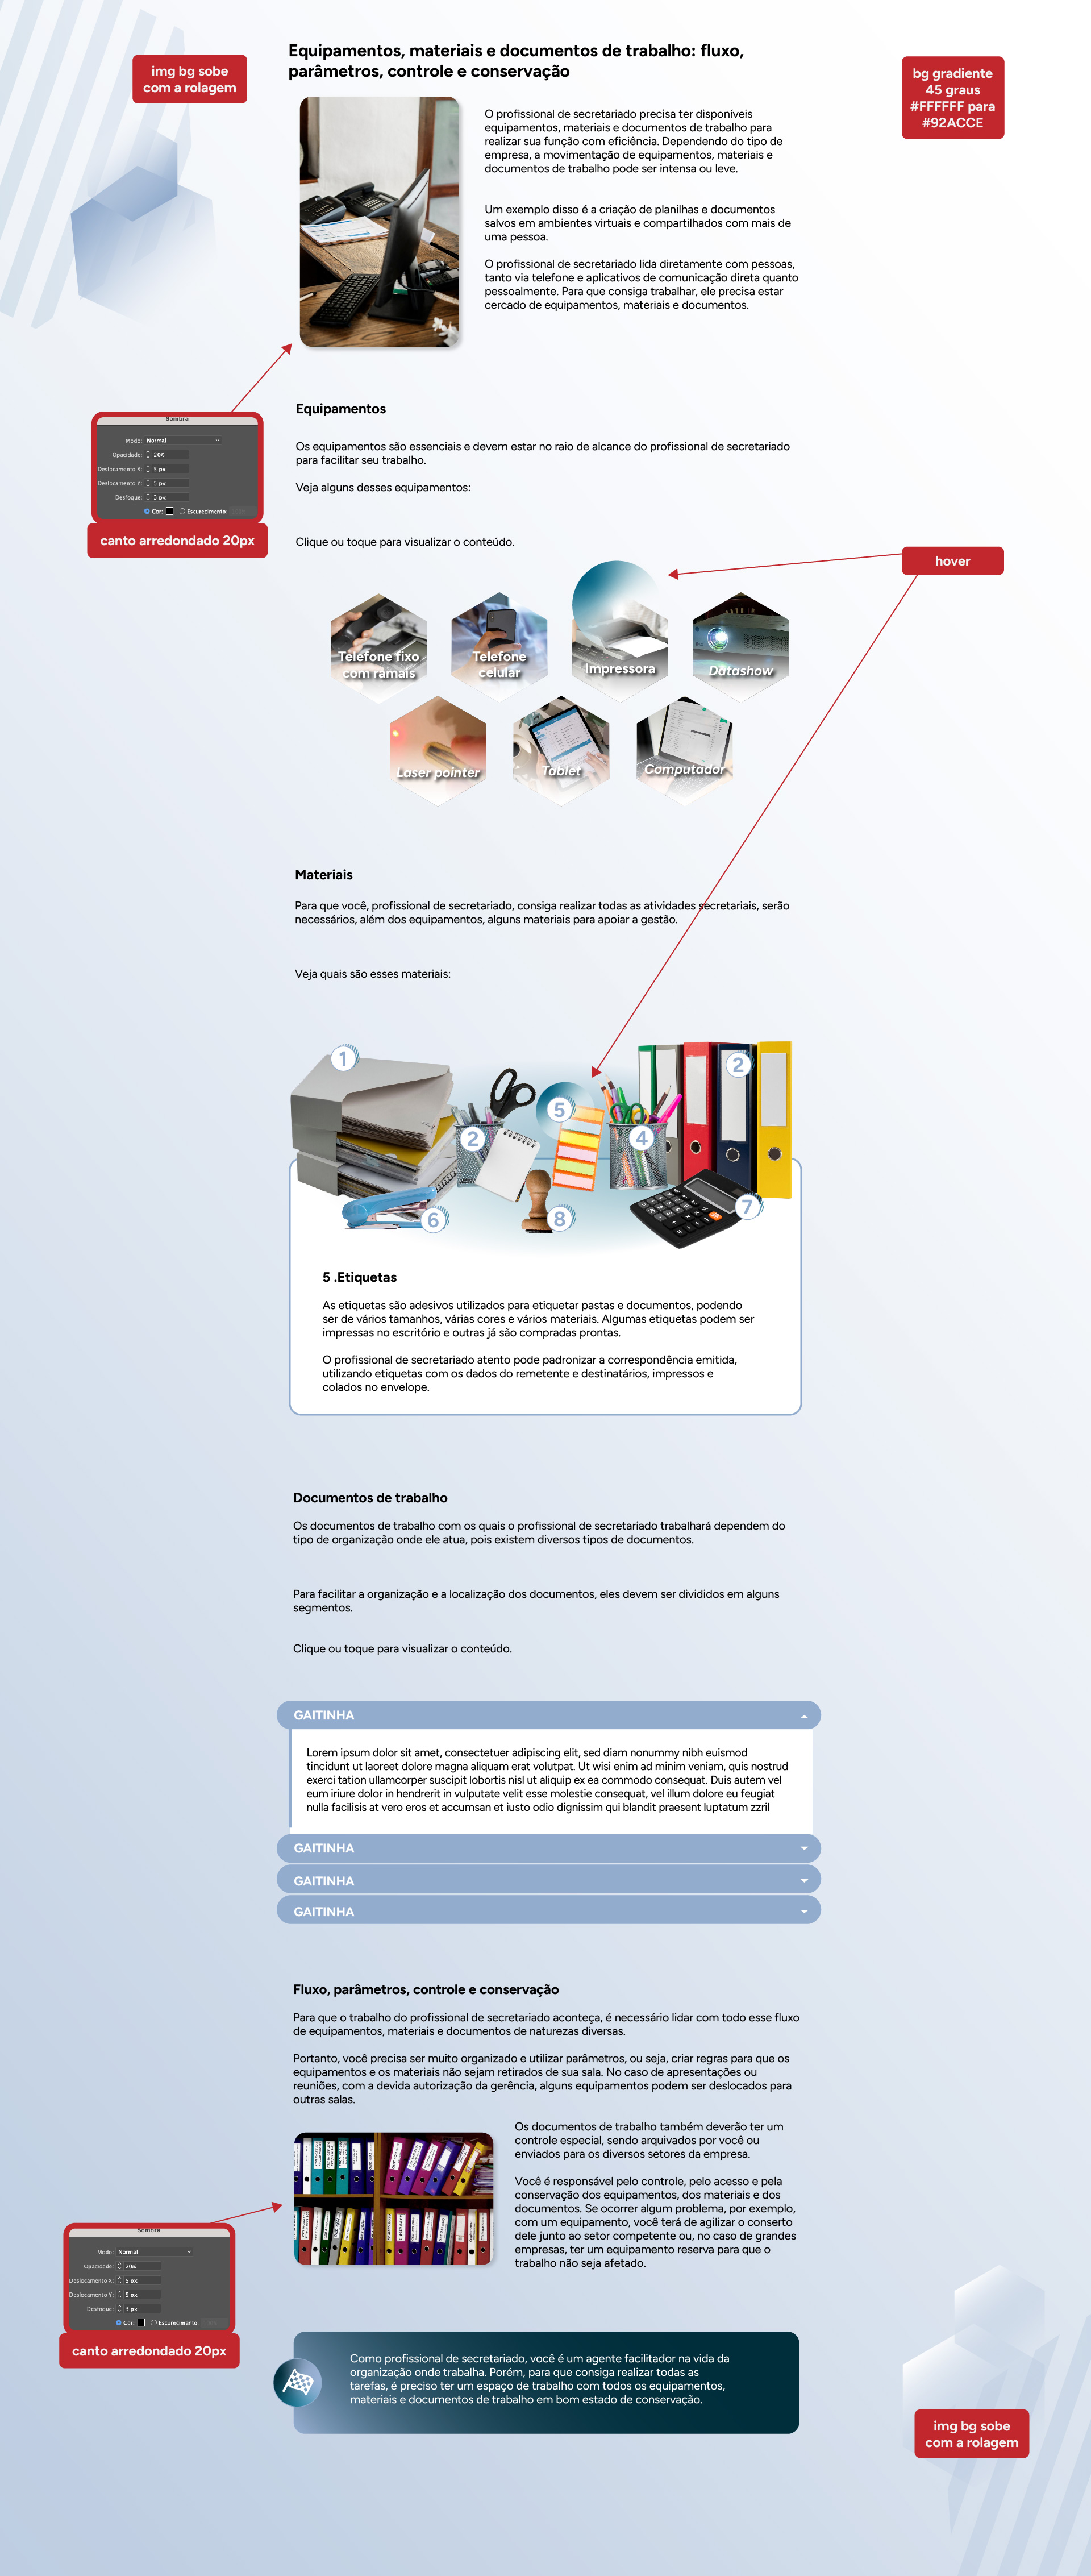 Equipamentos, materiais e documentos de trabalho: fluxo,
parâmetros, controle e conservação
img bg sobe
com a rolagem
bg gradiente
45 graus
#FFFFFF para
#92ACCE
O profissional de secretariado precisa ter disponíveis
equipamentos, materiais e documentos de trabalho para
realizar sua função com eficiência. Dependendo do tipo de
empresa, a movimentação de equipamentos, materiais e
documentos de trabalho pode ser intensa ou leve.
Um exemplo disso é a criação de planilhas e documentos
salvos em ambientes virtuais e compartilhados com mais de
uma pessoa.
O profissional de secretariado lida diretamente com pessoas,
tanto via telefone e aplicativos de comunicação direta quanto
pessoalmente. Para que consiga trabalhar, ele precisa estar
cercado de equipamentos, materiais e documentos.
Sombra
Modo: Normal
Opacidade: 20%
Deslocamento X: 5 px
Deslocamento Y: 5 px
Desfoque: 3 px
Cor: Escurecimento:
canto arredondado 20px
Equipamentos
Os equipamentos são essenciais e devem estar no raio de alcance do profissional de secretariado
para facilitar seu trabalho.
Veja alguns desses equipamentos:
Clique ou toque para visualizar o conteúdo.
hover
Telefone fixo
com ramais
Telefone
celular
Impressora
Datashow
Laser pointer
Tablet
Computador
Materiais
Para que você, profissional de secretariado, consiga realizar todas as atividades secretariais, serão
necessários, além dos equipamentos, alguns materiais para apoiar a gestão.
Veja quais são esses materiais:
1
2
5
2
4
6
8
7
5 .Etiquetas
As etiquetas são adesivos utilizados para etiquetar pastas e documentos, podendo
ser de vários tamanhos, várias cores e vários materiais. Algumas etiquetas podem ser
impressas no escritório e outras já são compradas prontas.
O profissional de secretariado atento pode padronizar a correspondência emitida,
utilizando etiquetas com os dados do remetente e destinatários, impressos e
colados no envelope.
Documentos de trabalho
Os documentos de trabalho com os quais o profissional de secretariado trabalhará dependem do
tipo de organização onde ele atua, pois existem diversos tipos de documentos.
Para facilitar a organização e a localização dos documentos, eles devem ser divididos em alguns
segmentos.
Clique ou toque para visualizar o conteúdo.
GAITINHA
Lorem ipsum dolor sit amet, consectetuer adipiscing elit, sed diam nonummy nibh euismod
tincidunt ut laoreet dolore magna aliquam erat volutpat. Ut wisi enim ad minim veniam, quis nostrud
exerci tation ullamcorper suscipit lobortis nisl ut aliquip ex ea commodo consequat. Duis autem vel
eum iriure dolor in hendrerit in vulputate velit esse molestie consequat, vel illum dolore eu feugiat
nulla facilisis at vero eros et accumsan et iusto odio dignissim qui blandit praesent luptatum zzril
GAITINHA
GAITINHA
GAITINHA
Fluxo, parâmetros, controle e conservação
Para que o trabalho do profissional de secretariado aconteça, é necessário lidar com todo esse fluxo
de equipamentos, materiais e documentos de naturezas diversas.
Portanto, você precisa ser muito organizado e utilizar parâmetros, ou seja, criar regras para que os
equipamentos e os materiais não sejam retirados de sua sala. No caso de apresentações ou
reuniões, com a devida autorização da gerência, alguns equipamentos podem ser deslocados para
outras salas.
Os documentos de trabalho também deverão ter um
controle especial, sendo arquivados por você ou
enviados para os diversos setores da empresa.
Você é responsável pelo controle, pelo acesso e pela
conservação dos equipamentos, dos materiais e dos
documentos. Se ocorrer algum problema, por exemplo,
com um equipamento, você terá de agilizar o conserto
dele junto ao setor competente ou, no caso de grandes
empresas, ter um equipamento reserva para que o
trabalho não seja afetado.
Sombra
Modo: Normal
Opacidade: 20%
Deslocamento X: 5 px
Deslocamento Y: 5 px
Desfoque: 3 px
Cor: Escurecimento:
canto arredondado 20px
Como profissional de secretariado, você é um agente facilitador na vida da
organização onde trabalha. Porém, para que consiga realizar todas as
tarefas, é preciso ter um espaço de trabalho com todos os equipamentos,
materiais e documentos de trabalho em bom estado de conservação.
img bg sobe
com a rolagem